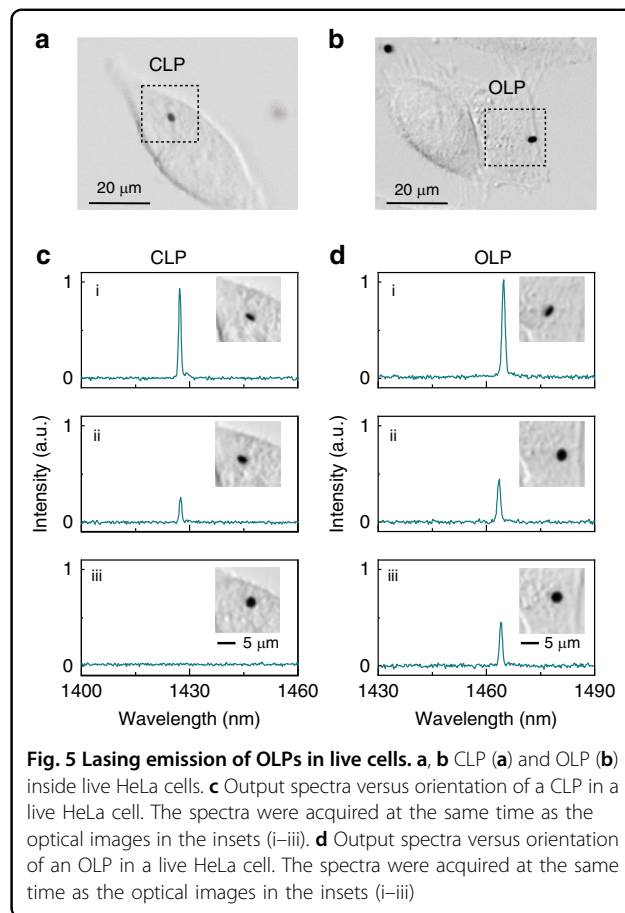 a
CLP
20 μm
b
OLP
20 μm
c
CLP
d
OLP
Intensity (a.u.)
1
0
i
1
0
ii
1
0
iii
5 μm
1400
1430
1460
Wavelength (nm)
Intensity (a.u.)
1
0
i
1
0
ii
1
0
iii
5 μm
1430
1460
1490
Wavelength (nm)
Fig. 5 Lasing emission of OLPs in live cells. a, b CLP (a) and OLP (b)
inside live HeLa cells. c Output spectra versus orientation of a CLP in a
live HeLa cell. The spectra were acquired at the same time as the
optical images in the insets (i–iii). d Output spectra versus orientation
of an OLP in a live HeLa cell. The spectra were acquired at the same
time as the optical images in the insets (i–iii)